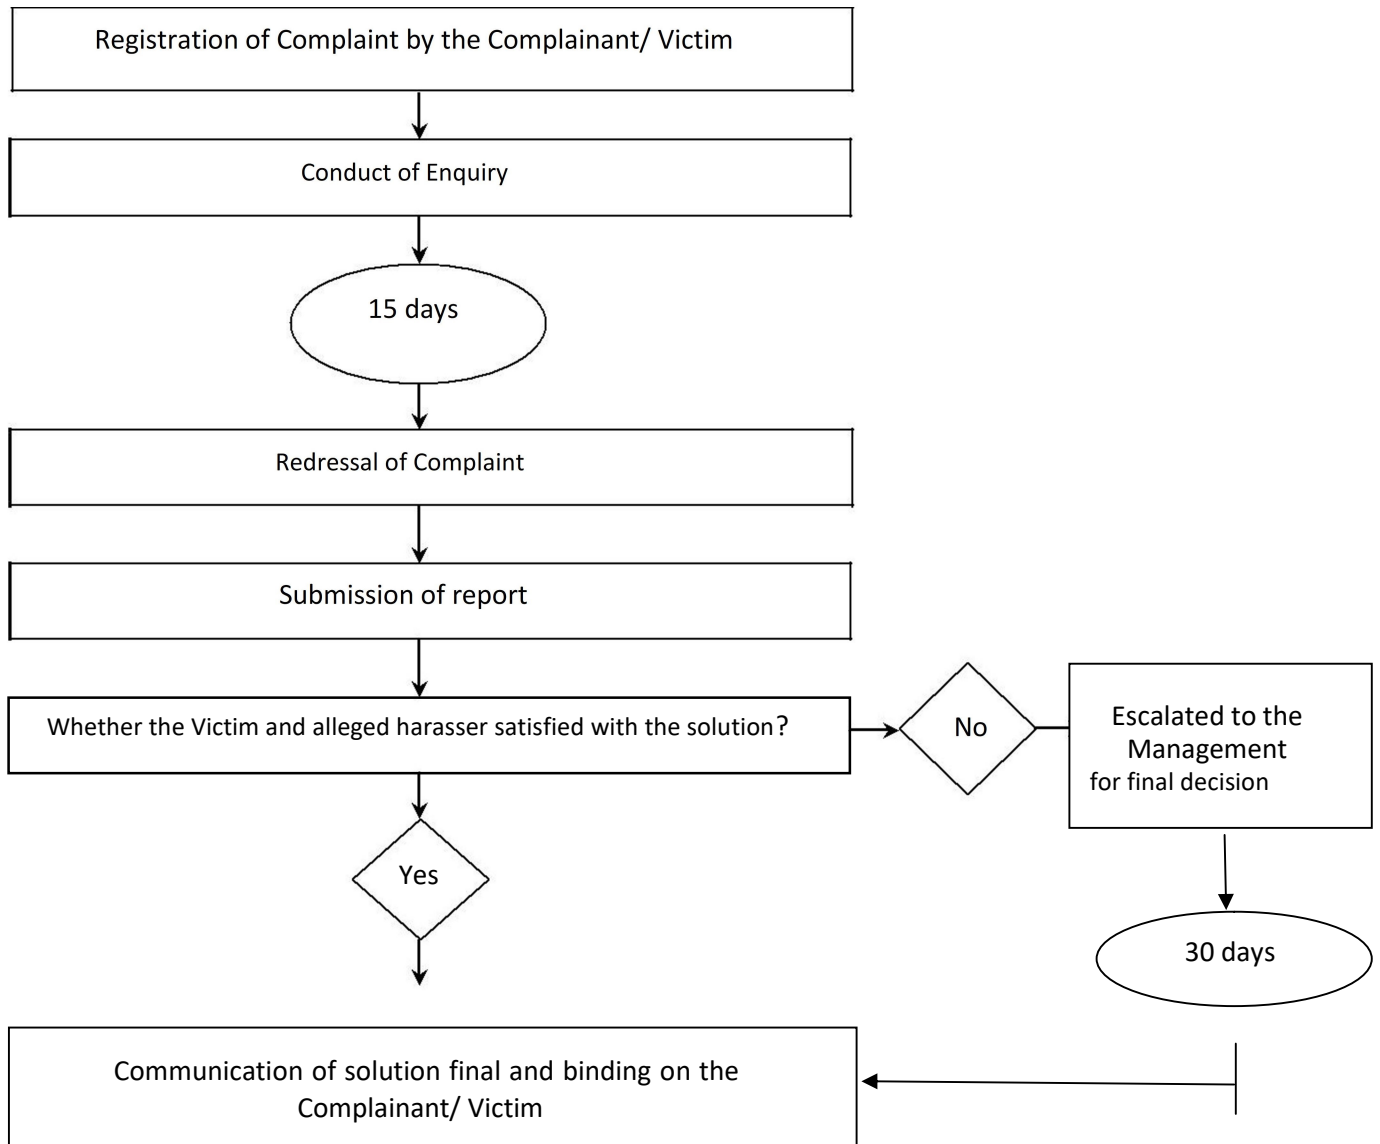 Registration of Complaint by the Complainant/ Victim
Conduct of Enquiry
15 days
Redressal of Complaint
Submission of report
Whether the Victim and alleged harasser satisfied with the solution?
No
Escalated to the
Management
for final decision
Yes
30 days
Communication of solution final and binding on the
Complainant/ Victim